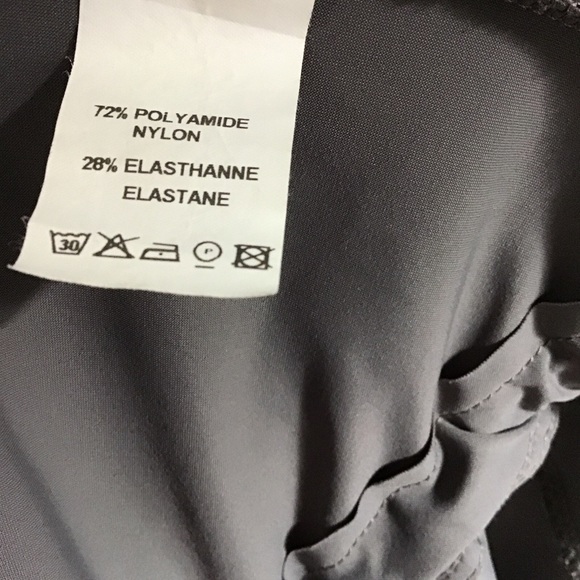 72% POLYAMIDE
NYLON
28% ELASTHANNE
ELASTANE
30 P